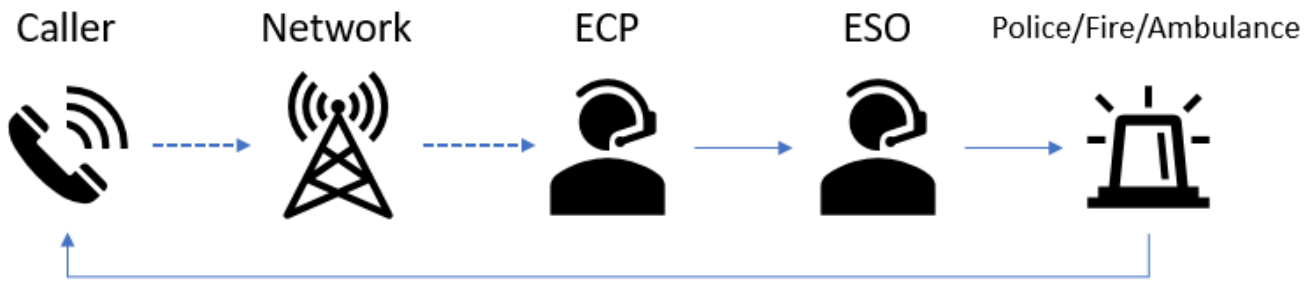 Caller
Network
ECP
ESO
Police/Fire/Ambulance